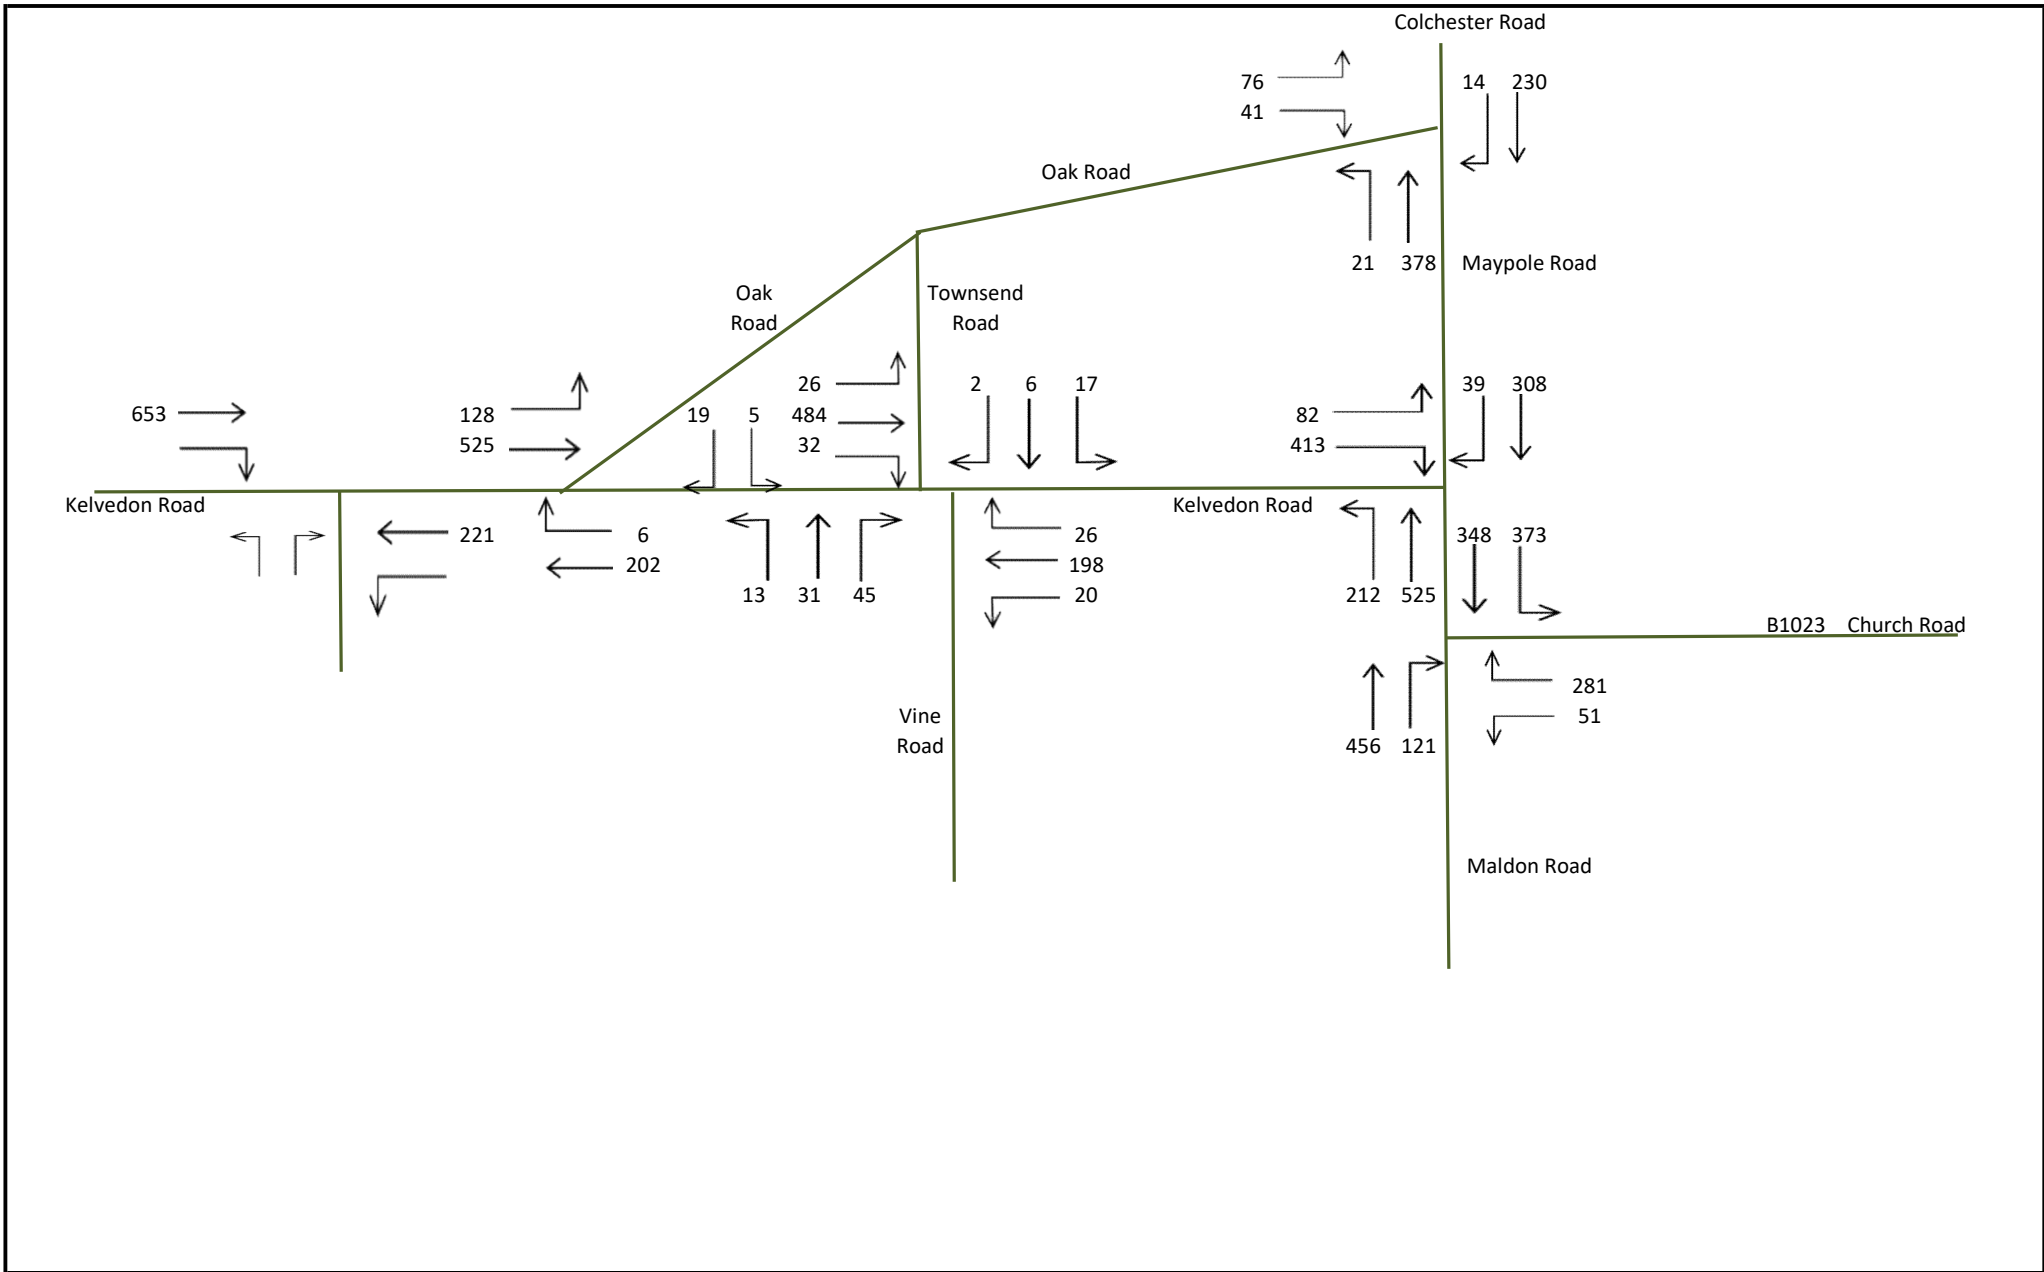 Colchester Road
76
14 230
41
Oak Road
21 378 Maypole Road
Oak
Road
Townsend
Road
26 2 6 17 39 308
653 128 19 5 484 82
525 32 413
Kelvedon Road Kelvedon Road
221 6 26 348 373
202 198
13 31 45 20 212 525
B1023 Church Road
281
Vine
Road
51
456 121
Maldon Road